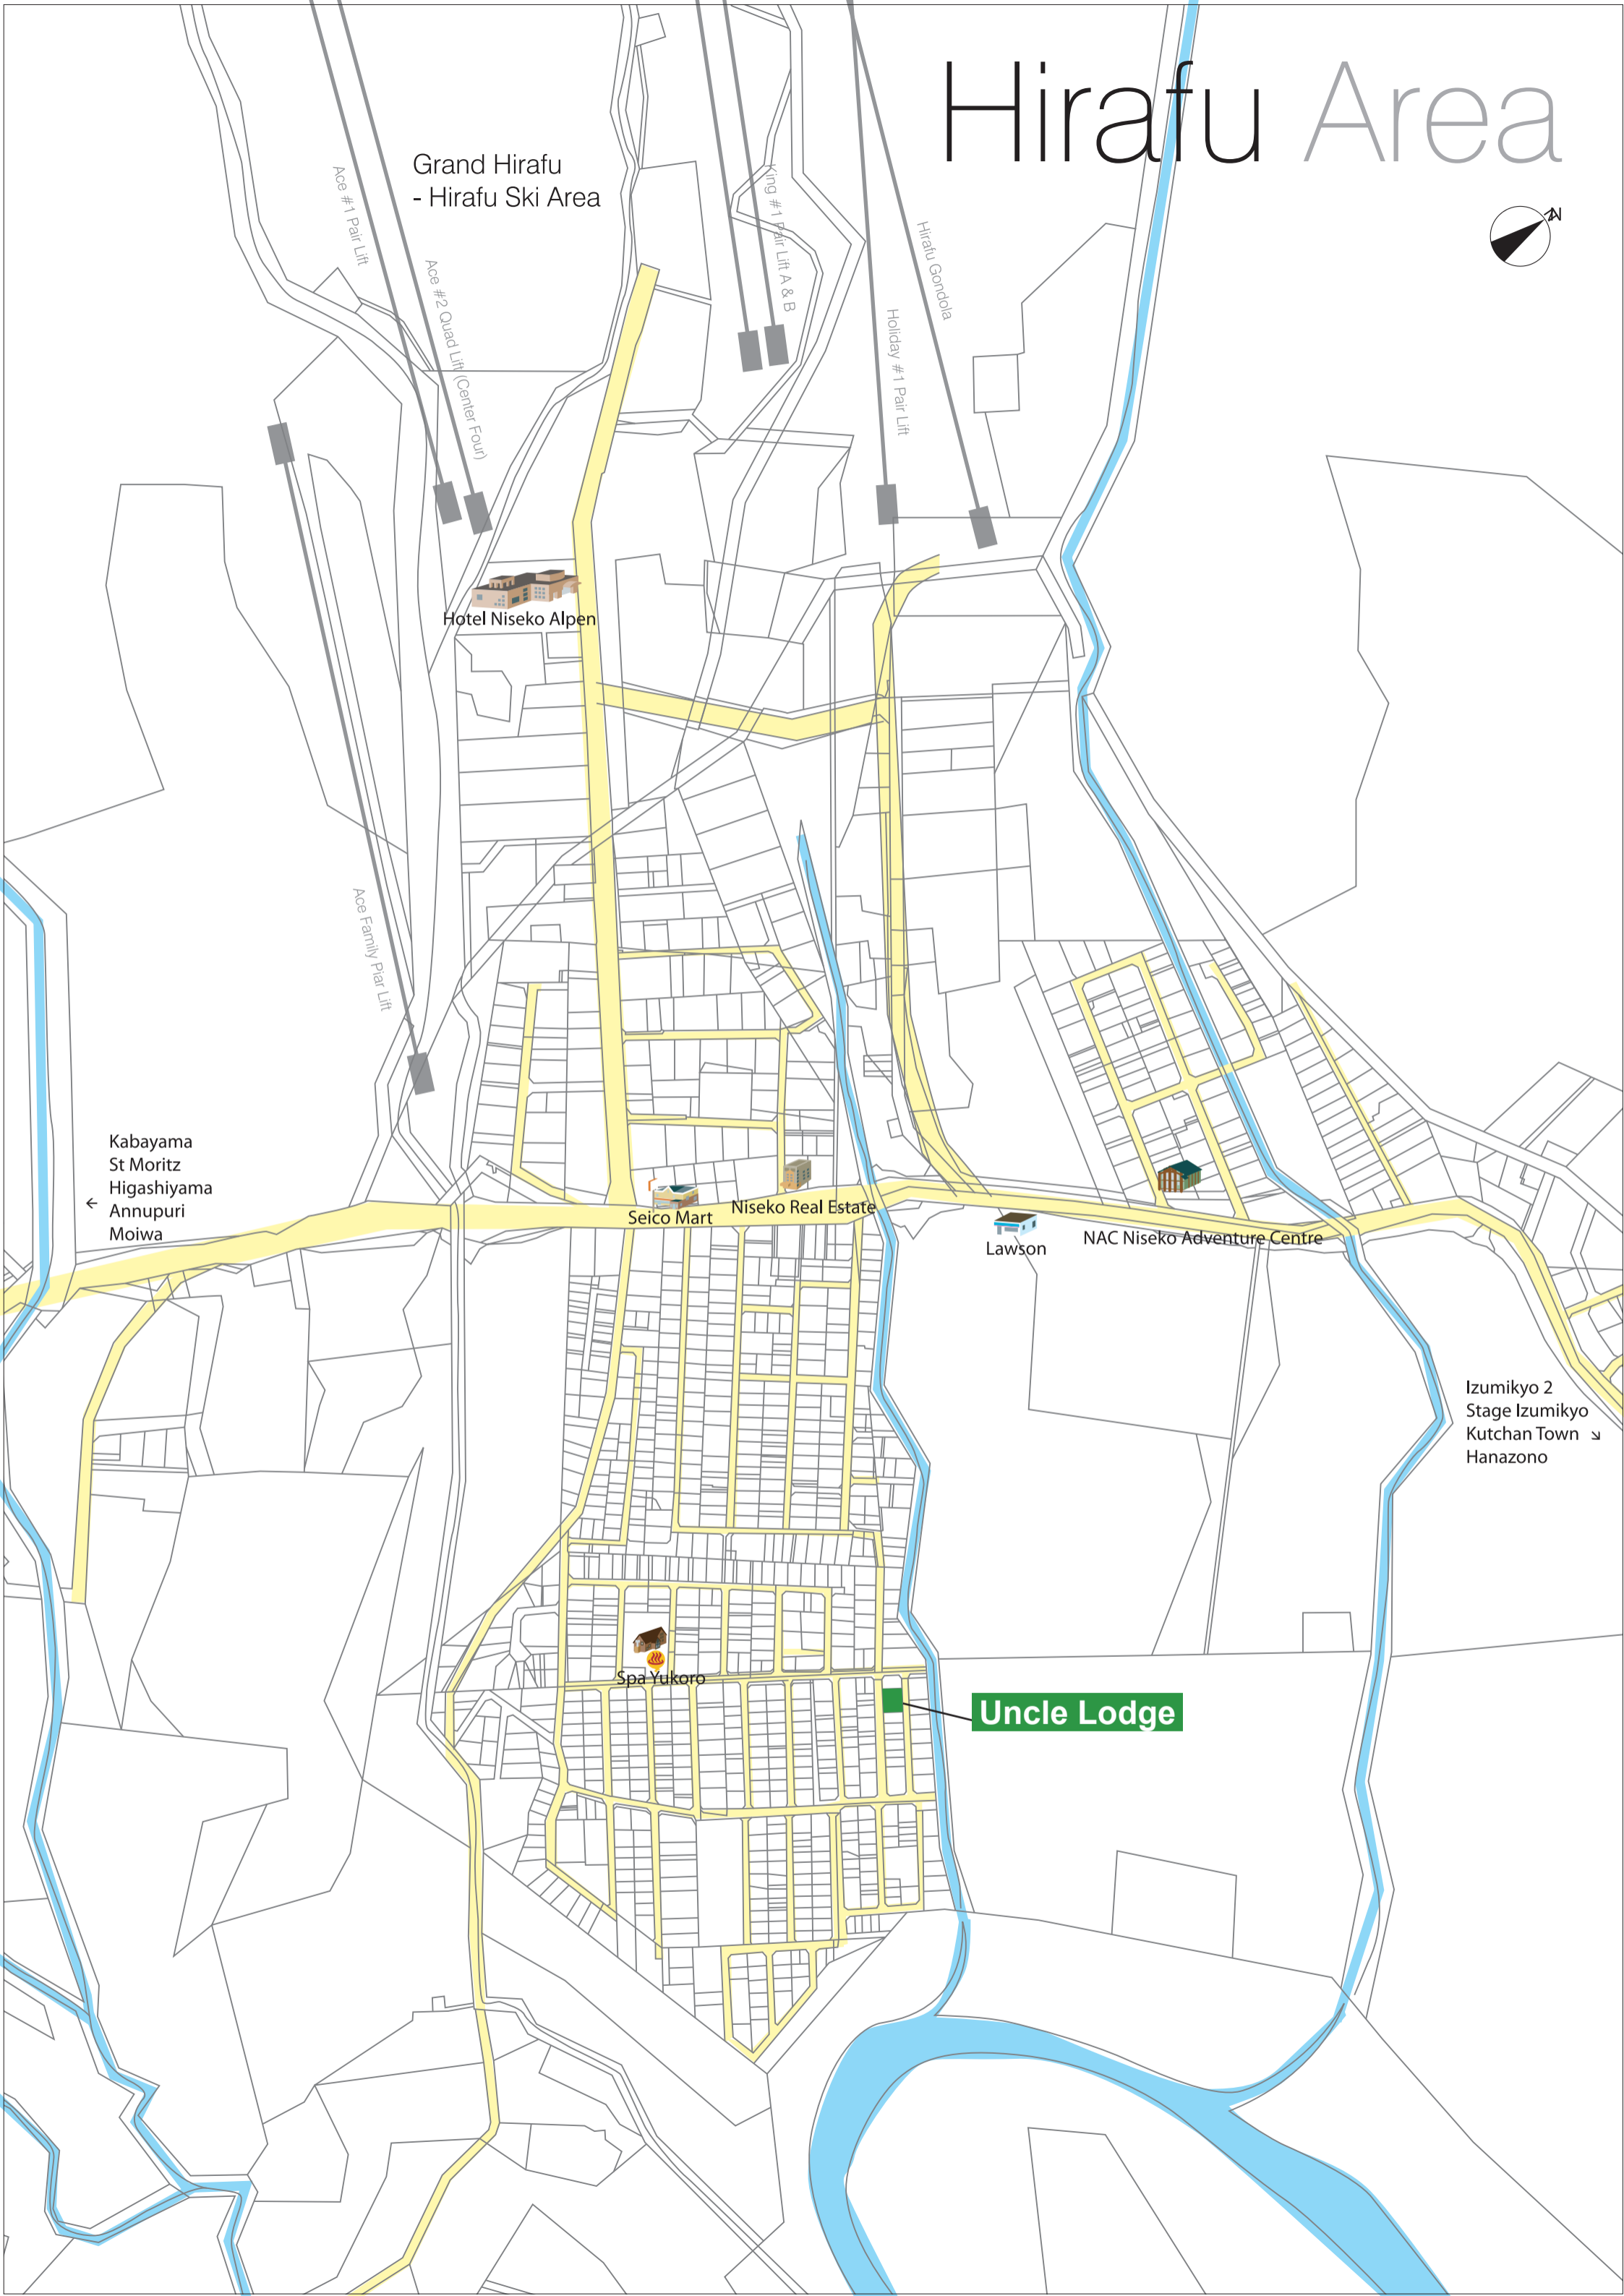 Hirafu Area
N
Grand Hirafu
- Hirafu Ski Area
Ace #1 Pair Lift
Ace #2 Quad Lift (Center Four)
King #1 Pair Lift A & B
Holiday #1 Pair Lift
Hirafu Gondola
Hotel Niseko Alpen
Ace Family Piar Lift
Kabayama
St Moritz
← Higashiyama
Annupuri
Moiwa
Seico Mart
Niseko Real Estate
Lawson
NAC Niseko Adventure Centre
Izumikyo 2
Stage Izumikyo
Kutchan Town ↘
Hanazono
Spa Yukoro
Uncle Lodge